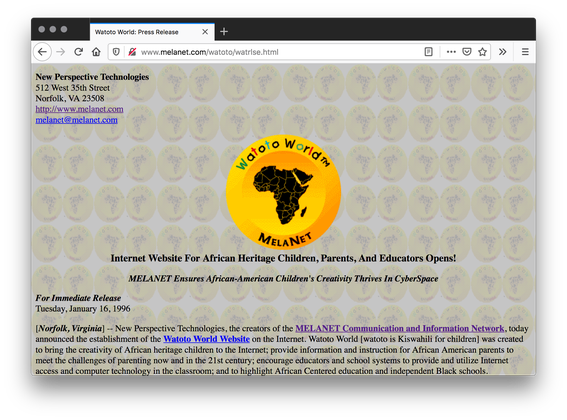 Watoto World: Press Release
www.melanet.com/watoto/watrlse.html
New Perspective Technologies
512 West 35th Street
Norfolk, VA 23508
http://www.melanet.com
melanet@melanet.com
Watoto World™
MELANET
Internet Website For African Heritage Children, Parents, And Educators Opens!
MELANET Ensures African-American Children's Creativity Thrives In CyberSpace
For Immediate Release
Tuesday, January 16, 1996
[Norfolk, Virginia] -- New Perspective Technologies, the creators of the MELANET Communication and Information Network, today
announced the establishment of the Watoto World Website on the Internet. Watoto World [watoto is Kiswahili for children] was created
to bring the creativity of African heritage children to the Internet; provide information and instruction for African American parents to
meet the challenges of parenting now and in the 21st century; encourage educators and school systems to provide and utilize Internet
access and computer technology in the classroom; and to highlight African Centered education and independent Black schools.